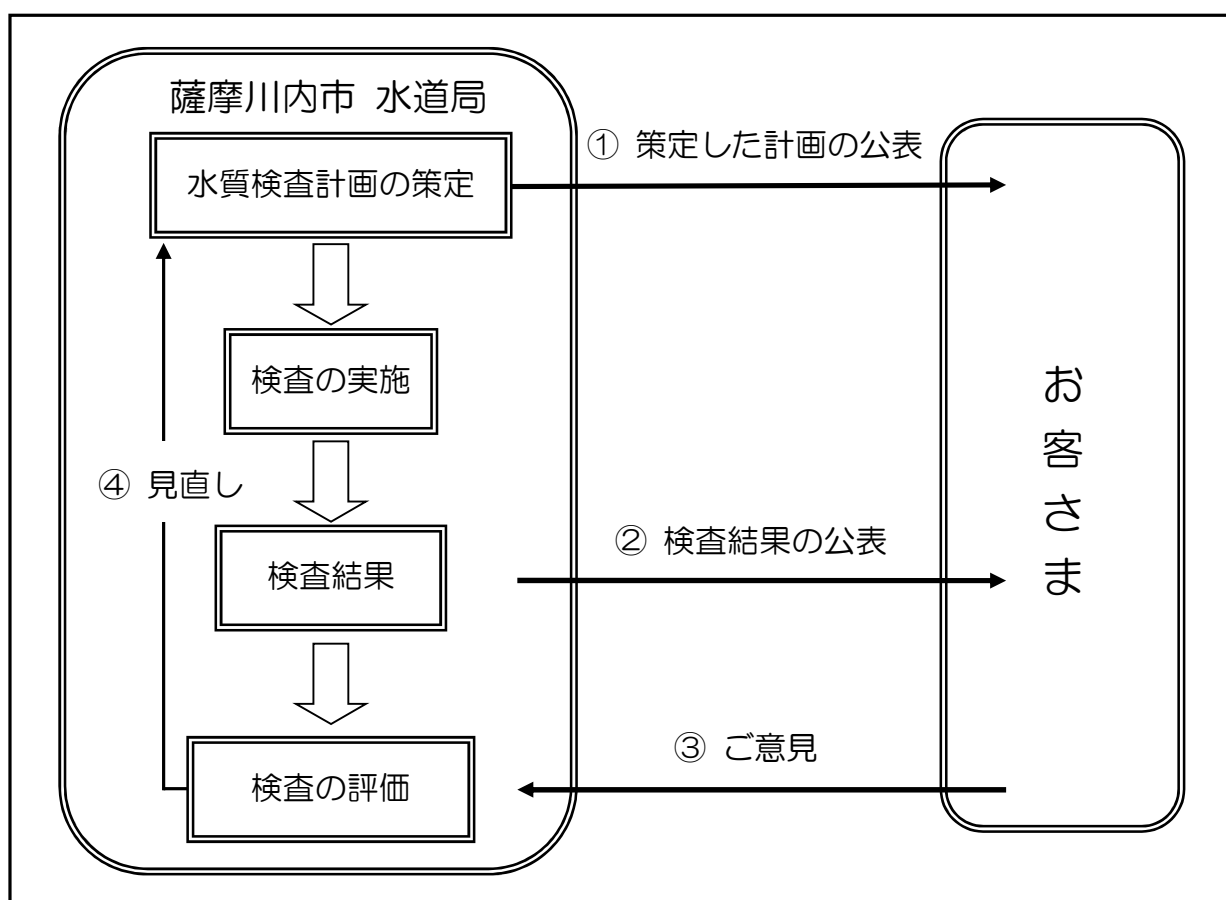 薩摩川内市 水道局
水質検査計画の策定
① 策定した計画の公表
検査の実施
④ 見直し
検査結果
② 検査結果の公表
検査の評価
③ ご意見
お客さま